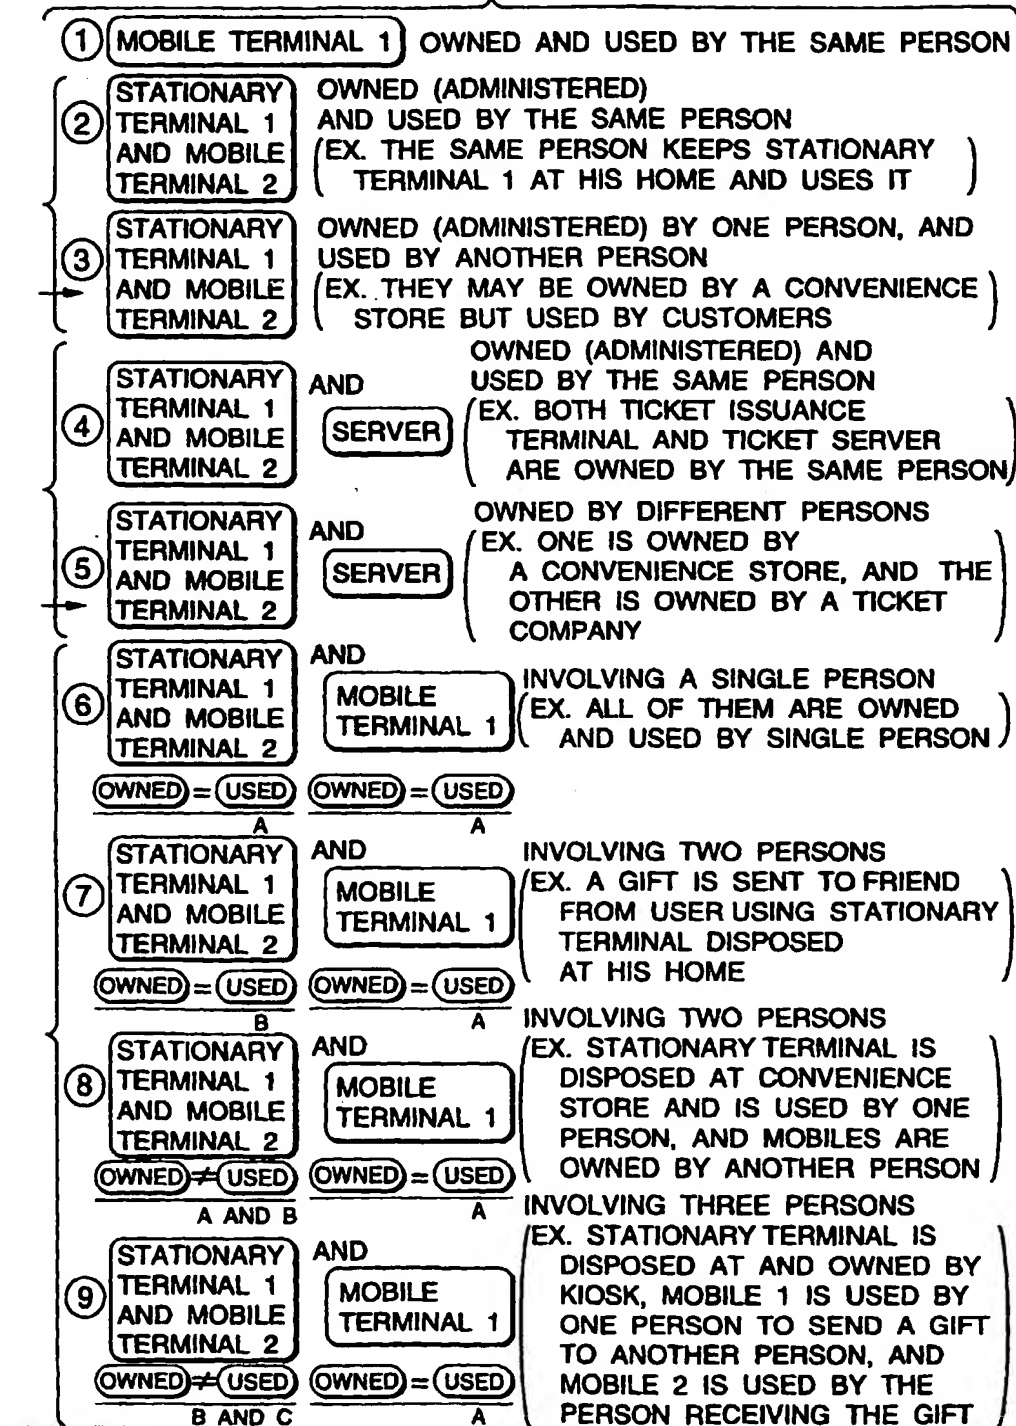 ① MOBILE TERMINAL 1 OWNED AND USED BY THE SAME PERSON
② STATIONARY TERMINAL 1 AND MOBILE TERMINAL 2
OWNED (ADMINISTERED)
AND USED BY THE SAME PERSON
(EX. THE SAME PERSON KEEPS STATIONARY
TERMINAL 1 AT HIS HOME AND USES IT)
③ STATIONARY TERMINAL 1 AND MOBILE TERMINAL 2
OWNED (ADMINISTERED) BY ONE PERSON, AND
USED BY ANOTHER PERSON
(EX. THEY MAY BE OWNED BY A CONVENIENCE
STORE BUT USED BY CUSTOMERS)
④ STATIONARY TERMINAL 1 AND MOBILE TERMINAL 2
AND
SERVER
OWNED (ADMINISTERED) AND
USED BY THE SAME PERSON
(EX. BOTH TICKET ISSUANCE
TERMINAL AND TICKET SERVER
ARE OWNED BY THE SAME PERSON)
⑤ STATIONARY TERMINAL 1 AND MOBILE TERMINAL 2
AND
SERVER
OWNED BY DIFFERENT PERSONS
(EX. ONE IS OWNED BY
A CONVENIENCE STORE, AND THE
OTHER IS OWNED BY A TICKET
COMPANY)
⑥ STATIONARY TERMINAL 1 AND MOBILE TERMINAL 2
AND
MOBILE
TERMINAL 1
INVOLVING A SINGLE PERSON
(EX. ALL OF THEM ARE OWNED
AND USED BY SINGLE PERSON)
OWNED = USED OWNED = USED
A A
⑦ STATIONARY TERMINAL 1 AND MOBILE TERMINAL 2
AND
MOBILE
TERMINAL 1
INVOLVING TWO PERSONS
(EX. A GIFT IS SENT TO FRIEND
FROM USER USING STATIONARY
TERMINAL DISPOSED
AT HIS HOME)
OWNED = USED OWNED = USED
B A
⑧ STATIONARY TERMINAL 1 AND MOBILE TERMINAL 2
AND
MOBILE
TERMINAL 1
INVOLVING TWO PERSONS
(EX. STATIONARY TERMINAL IS
DISPOSED AT CONVENIENCE
STORE AND IS USED BY ONE
PERSON, AND MOBILES ARE
OWNED BY ANOTHER PERSON)
OWNED ≠ USED OWNED = USED
A AND B A
⑨ STATIONARY TERMINAL 1 AND MOBILE TERMINAL 2
AND
MOBILE
TERMINAL 1
INVOLVING THREE PERSONS
(EX. STATIONARY TERMINAL IS
DISPOSED AT AND OWNED BY
KIOSK, MOBILE 1 IS USED BY
ONE PERSON TO SEND A GIFT
TO ANOTHER PERSON, AND
MOBILE 2 IS USED BY THE
PERSON RECEIVING THE GIFT)
OWNED ≠ USED OWNED = USED
B AND C A